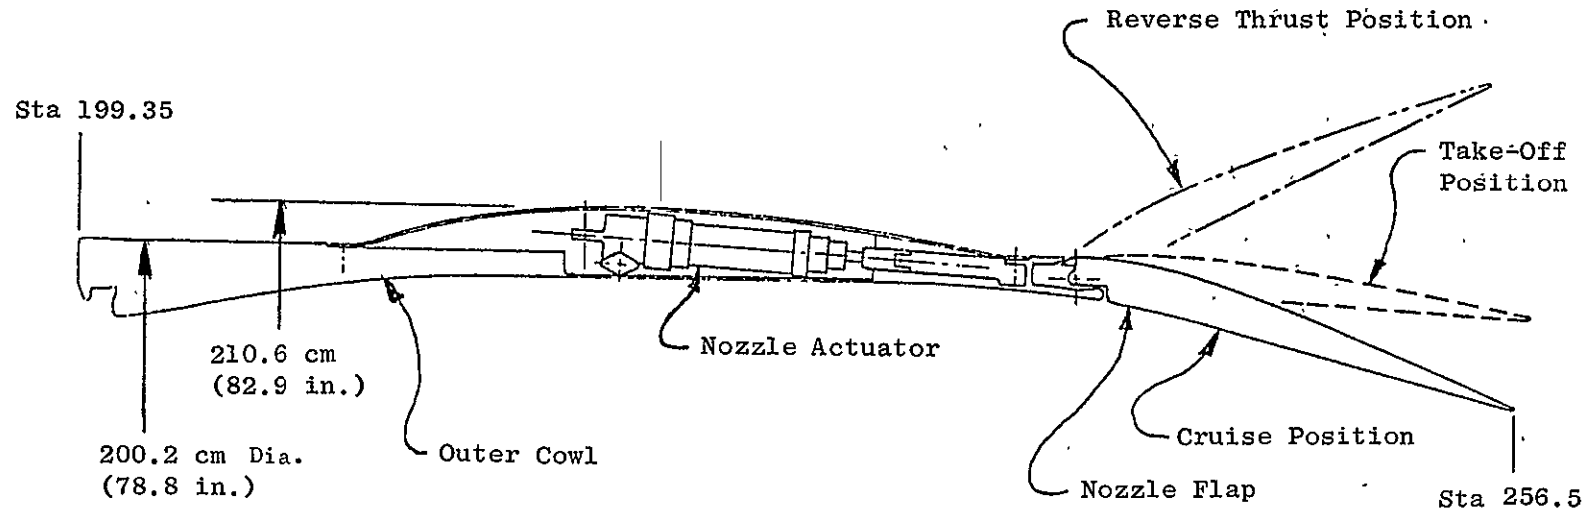 Reverse Thrust Position
Sta 199.35
Take-Off
Position
210.6 cm
(82.9 in.)
Nozzle Actuator
200.2 cm Dia.
(78.8 in.)
Outer Cowl
Cruise Position
Nozzle Flap
Sta 256.5